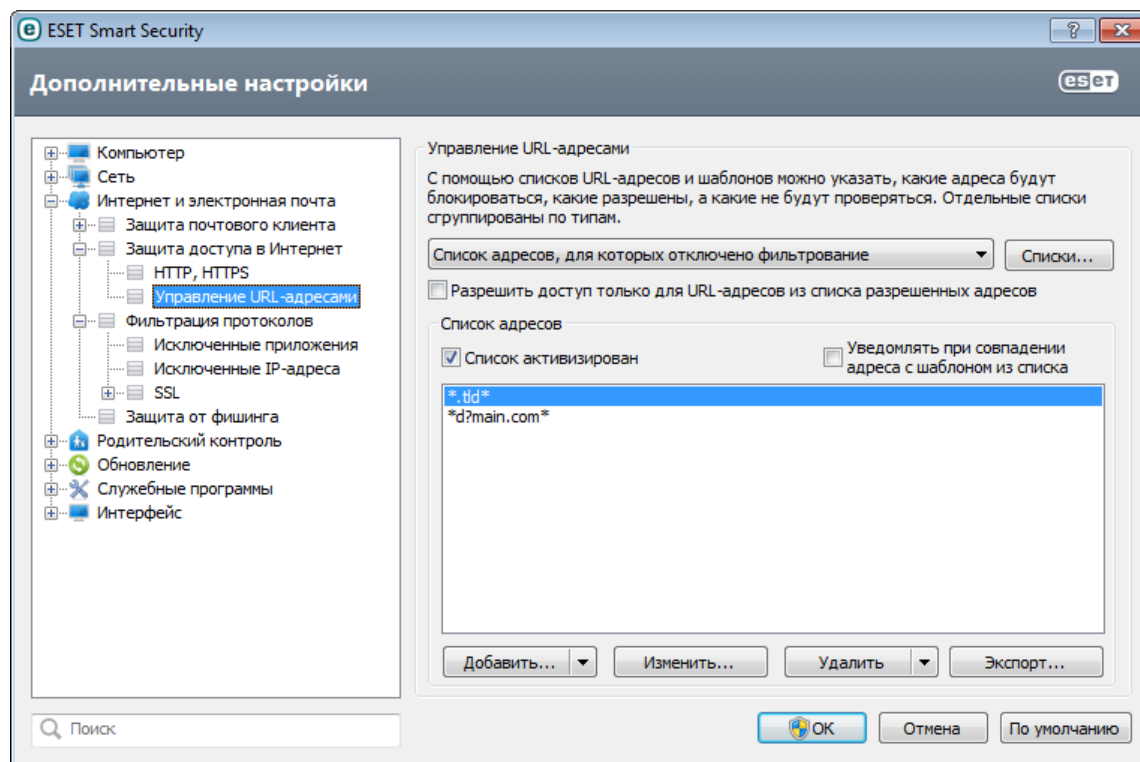 ESET Smart Security
Дополнительные настройки
eset
Компьютер
Сеть
Интернет и электронная почта
Защита почтового клиента
Защита доступа в Интернет
HTTP, HTTPS
Управление URL-адресами
Фильтрация протоколов
Исключенные приложения
Исключенные IP-адреса
SSL
Защита от фишинга
Родительский контроль
Обновление
Служебные программы
Интерфейс
Поиск
Управление URL-адресами
С помощью списков URL-адресов и шаблонов можно указать, какие адреса будут
блокироваться, какие разрешены, а какие не будут проверяться. Отдельные списки
сгруппированы по типам.
Список адресов, для которых отключено фильтрование
Списки...
Разрешить доступ только для URL-адресов из списка разрешенных адресов
Список адресов
Список активизирован
Уведомлять при совпадении
адреса с шаблоном из списка
*.tld*
*d?main.com*
Добавить...
Изменить...
Удалить
Экспорт...
OK
Отмена
По умолчанию